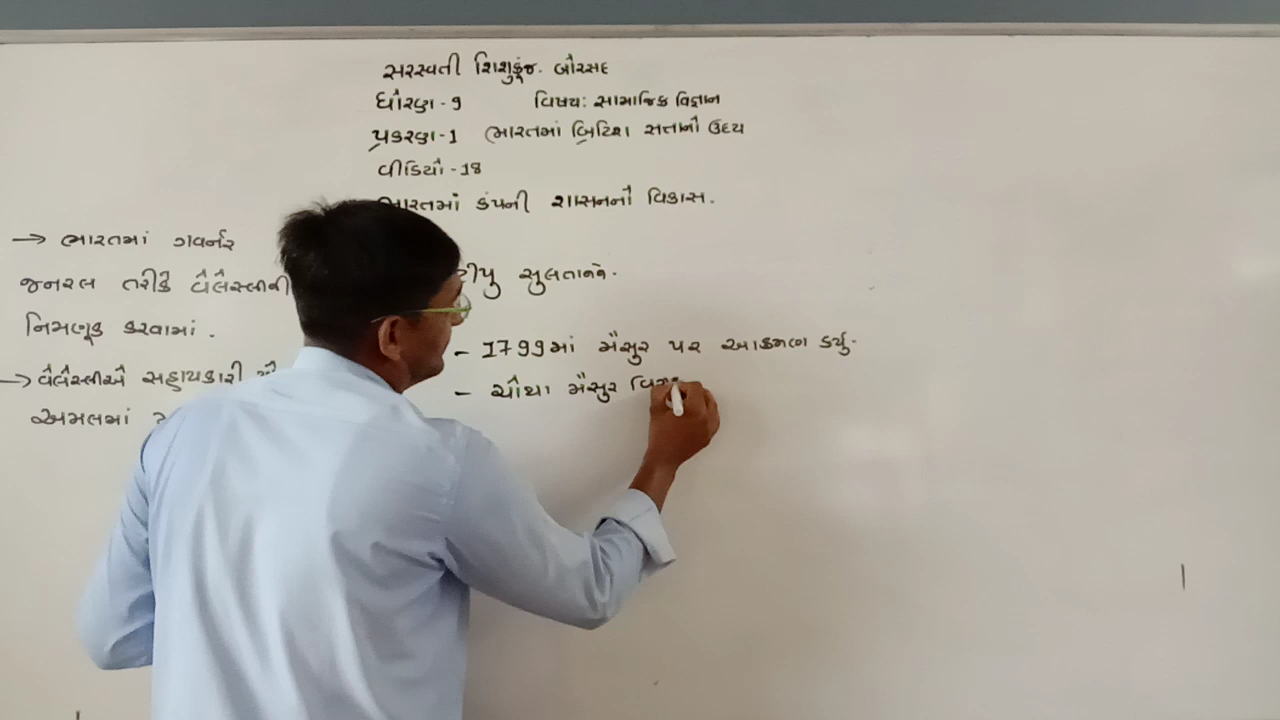 સરસ્વતી શિશુકુંજ. બોરસદ
ધોરણ - 9 વિષય: સામાજિક વિજ્ઞાન
પ્રકરણ - 1 ભારતમાં બ્રિટિશ સતાનો ઉદય
વીડિયો - 18
ભારતમાં કંપની શાસનનો વિકાસ.
→ ભારતમાં ગવર્નર
જનરલ તરીકે વેલેસ્લીની
નિમણૂક કરવામાં.
→ વેલેસ્લીએ સહાયકારી
અમલમાં
ટીપુ સુલતાનને.
- 1799માં મૈસુર પર આક્રમણ કર્યુ.
- ચોથા મૈસુર